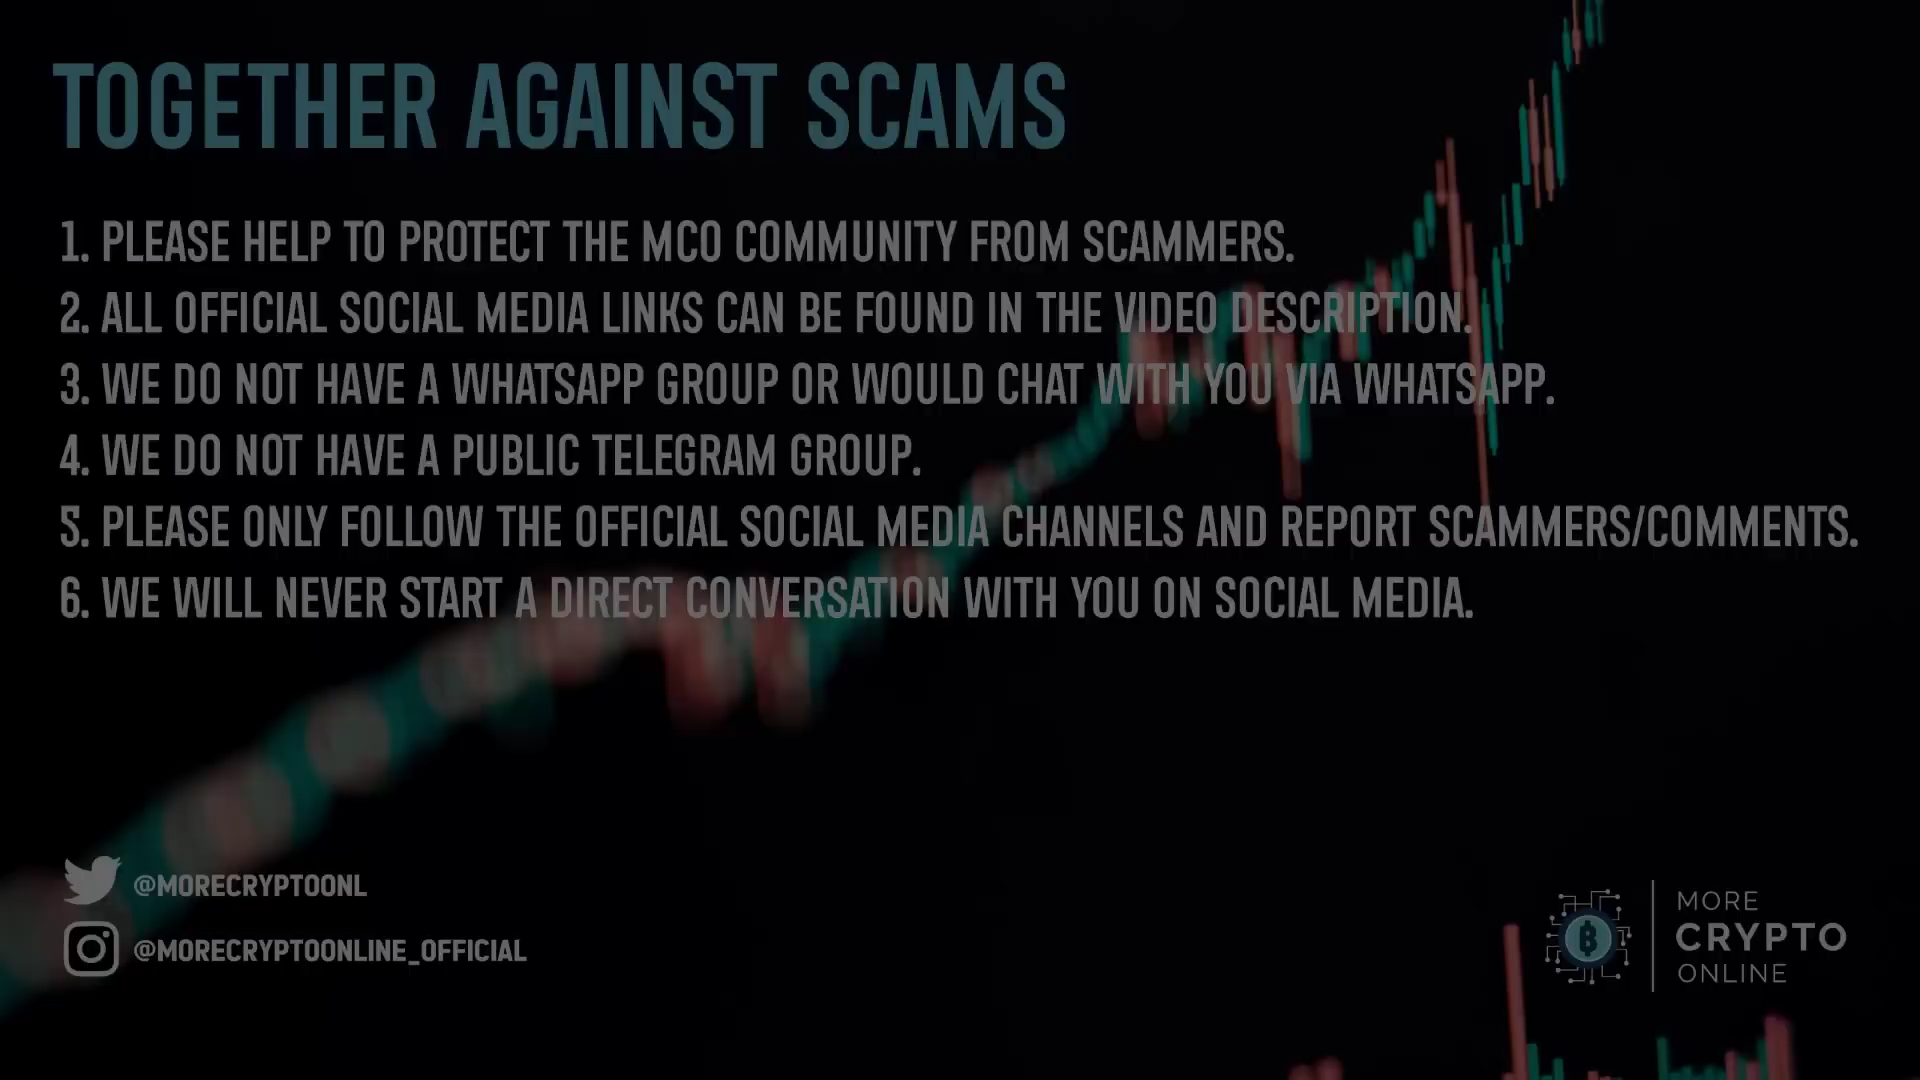 TOGETHER AGAINST SCAMS
1. PLEASE HELP TO PROTECT THE MCO COMMUNITY FROM SCAMMERS.
2. ALL OFFICIAL SOCIAL MEDIA LINKS CAN BE FOUND IN THE VIDEO DESCRIPTION.
3. WE DO NOT HAVE A WHATSAPP GROUP OR WOULD CHAT WITH YOU VIA WHATSAPP.
4. WE DO NOT HAVE A PUBLIC TELEGRAM GROUP.
5. PLEASE ONLY FOLLOW THE OFFICIAL SOCIAL MEDIA CHANNELS AND REPORT SCAMMERS/COMMENTS.
6. WE WILL NEVER START A DIRECT CONVERSATION WITH YOU ON SOCIAL MEDIA.
@MORECRYPTOONL
@MORECRYPTOONLINE_OFFICIAL
MORE
CRYPTO
ONLINE